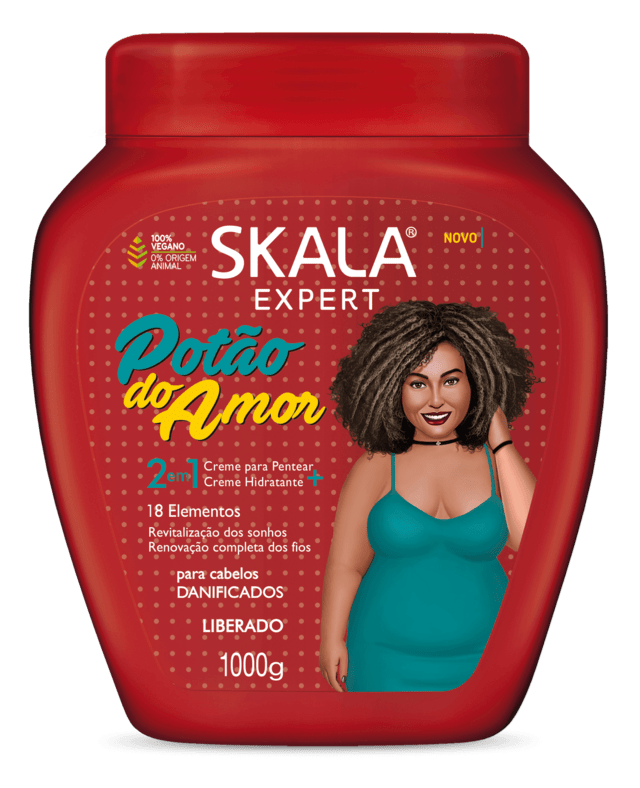 100%
VEGANO
0% ORIGEM
ANIMAL
SKALA®
EXPERT
NOVO
Potão
do Amor
2em1 Creme para Pentear +
Creme Hidratante
18 Elementos
Revitalização dos sonhos
Renovação completa dos fios
para cabelos
DANIFICADOS
LIBERADO
1000g